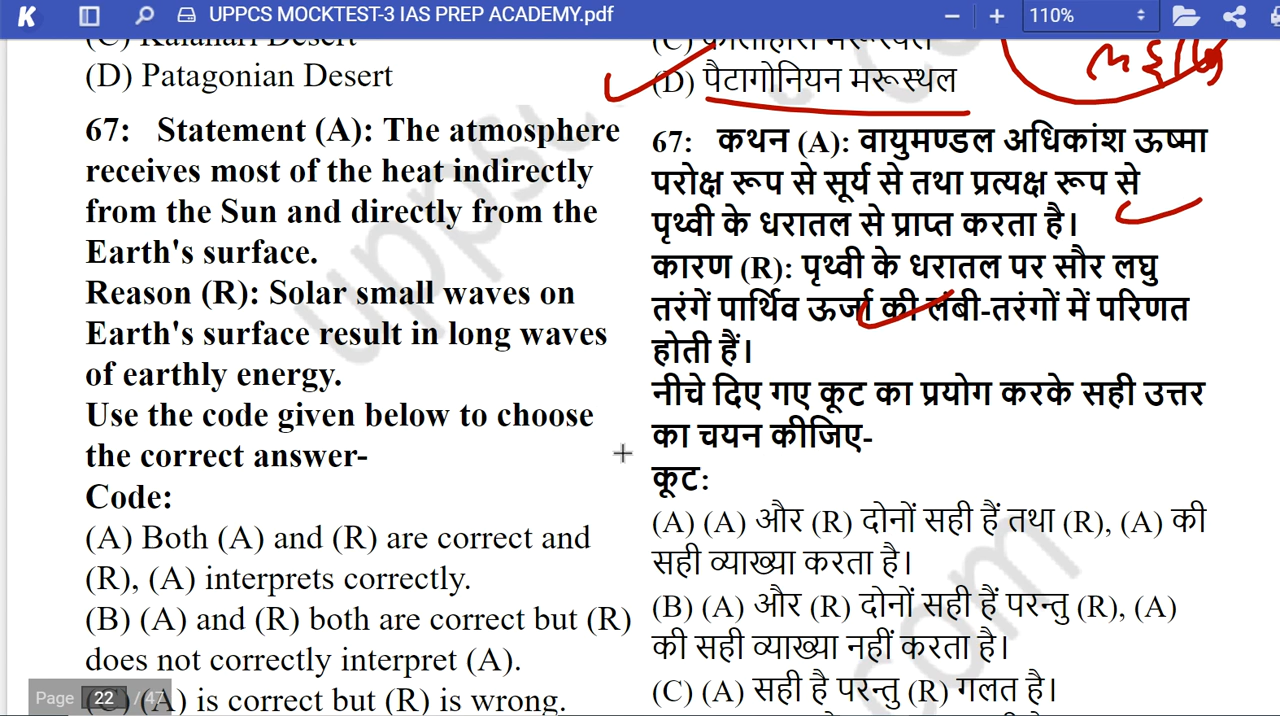 UPPCS MOCKTEST-3 IAS PREP ACADEMY.pdf
110%
(C) Kalahari Desert
(D) Patagonian Desert
67: Statement (A): The atmosphere
receives most of the heat indirectly
from the Sun and directly from the
Earth's surface.
Reason (R): Solar small waves on
Earth's surface result in long waves
of earthly energy.
Use the code given below to choose
the correct answer-
Code:
(A) Both (A) and (R) are correct and
(R), (A) interprets correctly.
(B) (A) and (R) both are correct but (R)
does not correctly interpret (A).
(C) (A) is correct but (R) is wrong.
(C) कालाहारी मरूस्थल
(D) पैटागोनियन मरूस्थल
67: कथन (A): वायुमण्डल अधिकांश ऊष्मा
परोक्ष रूप से सूर्य से तथा प्रत्यक्ष रूप से
पृथ्वी के धरातल से प्राप्त करता है।
कारण (R): पृथ्वी के धरातल पर सौर लघु
तरंगें पार्थिव ऊर्जा की लंबी-तरंगों में परिणत
होती हैं।
नीचे दिए गए कूट का प्रयोग करके सही उत्तर
का चयन कीजिए-
कूट:
(A) (A) और (R) दोनों सही हैं तथा (R), (A) की
सही व्याख्या करता है।
(B) (A) और (R) दोनों सही हैं परन्तु (R), (A)
की सही व्याख्या नहीं करता है।
(C) (A) सही है परन्तु (R) गलत है।
Page 22 / 47